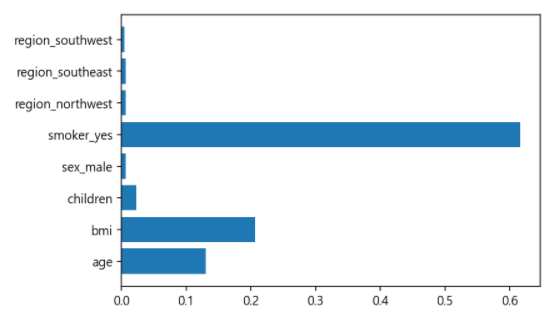 region_southwest
region_southeast
region_northwest
smoker_yes
sex_male
children
bmi
age
0.0 0.1 0.2 0.3 0.4 0.5 0.6